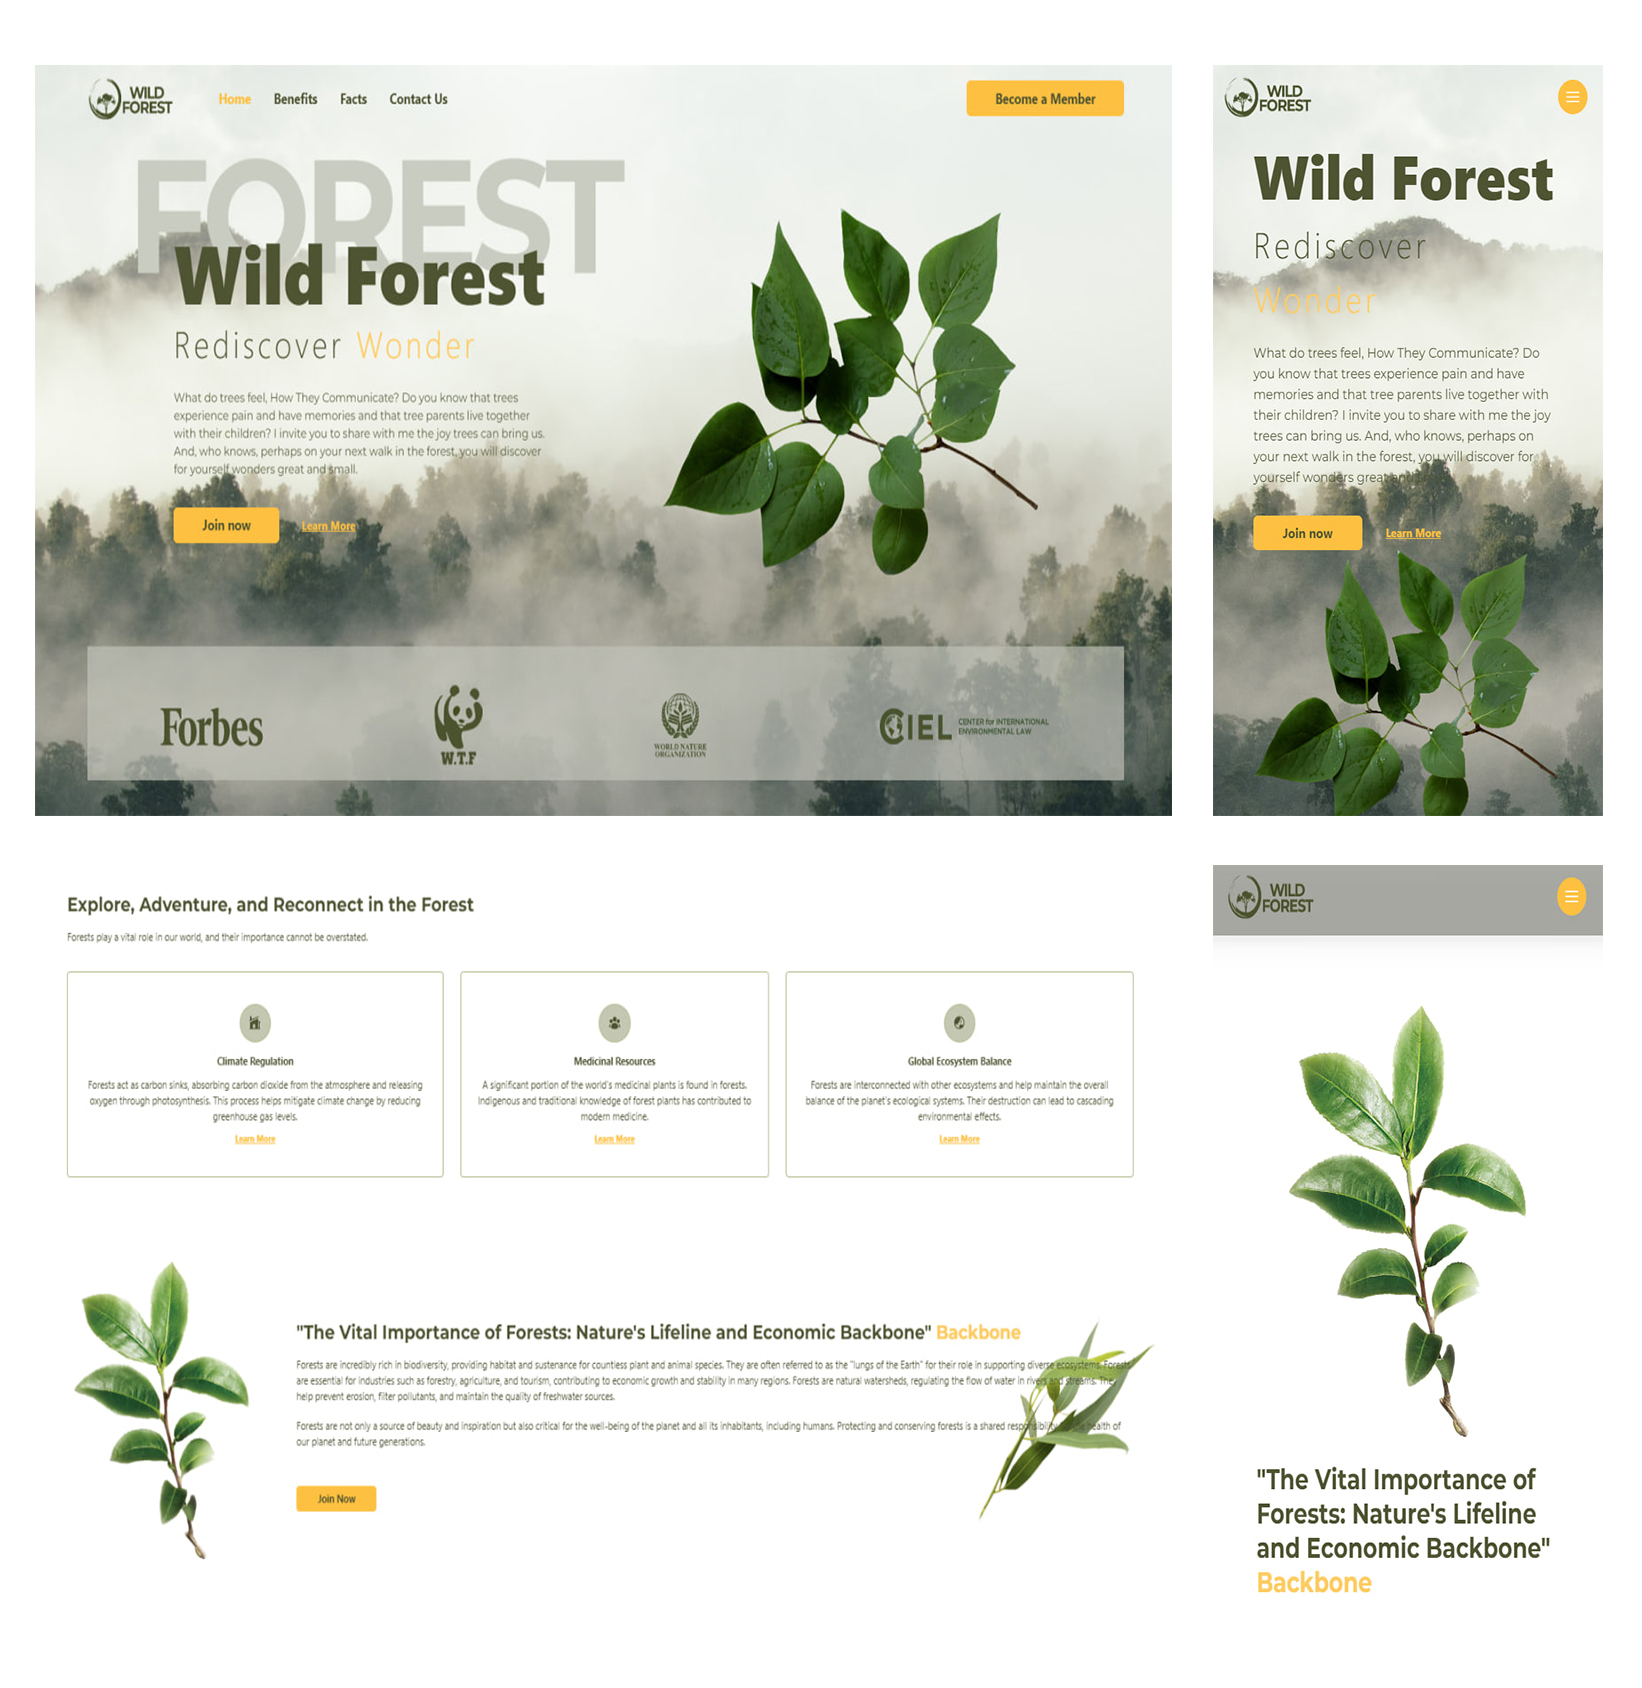 WILD
FOREST
Home
Benefits
Facts
Contact Us
Become a Member
FOREST
Wild Forest
Rediscover Wonder
What do trees feel, How They Communicate? Do you know that trees
experience pain and have memories and that tree parents live together
with their children? I invite you to share with me the joy trees can bring us.
And, who knows, perhaps on your next walk in the forest, you will discover
for yourself wonders great and small.
Join now
Learn More
Forbes
W.T.F
WORLD NATURE
ORGANIZATION
CIEL
CENTER for INTERNATIONAL
ENVIRONMENTAL LAW
WILD
FOREST
Wild Forest
Rediscover
Wonder
What do trees feel, How They Communicate? Do
you know that trees experience pain and have
memories and that tree parents live together with
their children? I invite you to share with me the joy
trees can bring us. And, who knows, perhaps on
your next walk in the forest, you will discover for
yourself wonders great and
Join now
Learn More
Explore, Adventure, and Reconnect in the Forest
Forests play a vital role in our world, and their importance cannot be overstated.
Climate Regulation
Forests act as carbon sinks, absorbing carbon dioxide from the atmosphere and releasing
oxygen through photosynthesis. This process helps mitigate climate change by reducing
greenhouse gas levels.
Learn More
Medicinal Resources
A significant portion of the world's medicinal plants is found in forests.
Indigenous and traditional knowledge of forest plants has contributed to
modern medicine.
Learn More
Global Ecosystem Balance
Forests are interconnected with other ecosystems and help maintain the overall
balance of the planet's ecological systems. Their destruction can lead to cascading
environmental effects.
Learn More
"The Vital Importance of Forests: Nature's Lifeline and Economic Backbone" Backbone
Forests are incredibly rich in biodiversity, providing habitat and sustenance for countless plant and animal species. They are often referred to as the "lungs of the Earth" for their role in supporting diverse ecosystems. Forests
are essential for industries such as forestry, agriculture, and tourism, contributing to economic growth and stability in many regions. Forests are natural watersheds, regulating the flow of water in rivers and streams. They
help prevent erosion, filter pollutants, and maintain the quality of freshwater sources.
Forests are not only a source of beauty and inspiration but also critical for the well-being of the planet and all its inhabitants, including humans. Protecting and conserving forests is a shared responsibility health of
our planet and future generations.
Join Now
WILD
FOREST
"The Vital Importance of
Forests: Nature's Lifeline
and Economic Backbone"
Backbone